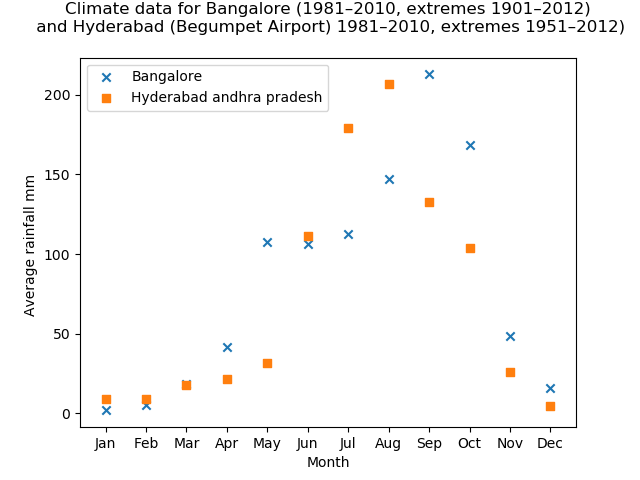 Climate data for Bangalore (1981–2010, extremes 1901–2012)
and Hyderabad (Begumpet Airport) 1981–2010, extremes 1951–2012)
Bangalore
Hyderabad andhra pradesh
Average rainfall mm
200
150
100
50
0
Jan Feb Mar Apr May Jun Jul Aug Sep Oct Nov Dec
Month